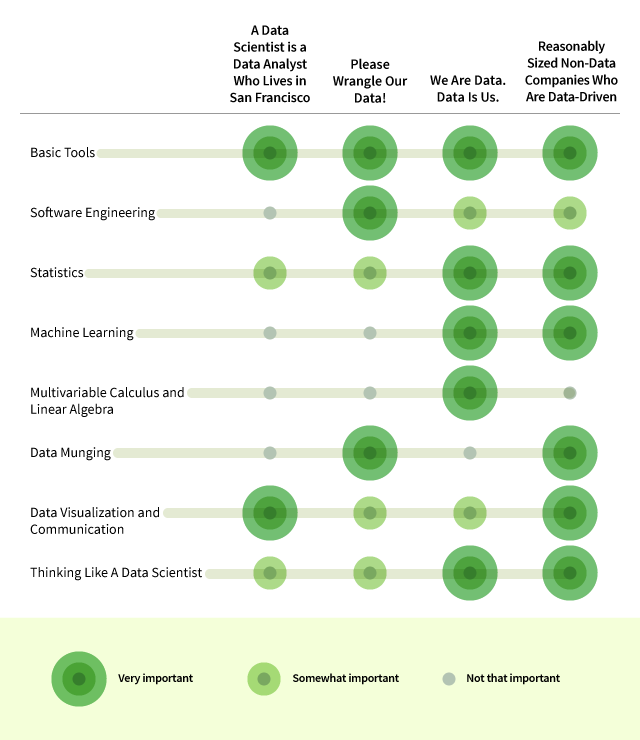 A Data
Scientist is a
Data Analyst
Who Lives in
San Francisco
Please
Wrangle Our
Data!
We Are Data.
Data Is Us.
Reasonably
Sized Non-Data
Companies Who
Are Data-Driven
Basic Tools
Software Engineering
Statistics
Machine Learning
Multivariable Calculus and
Linear Algebra
Data Munging
Data Visualization and
Communication
Thinking Like A Data Scientist
Very important
Somewhat important
Not that important